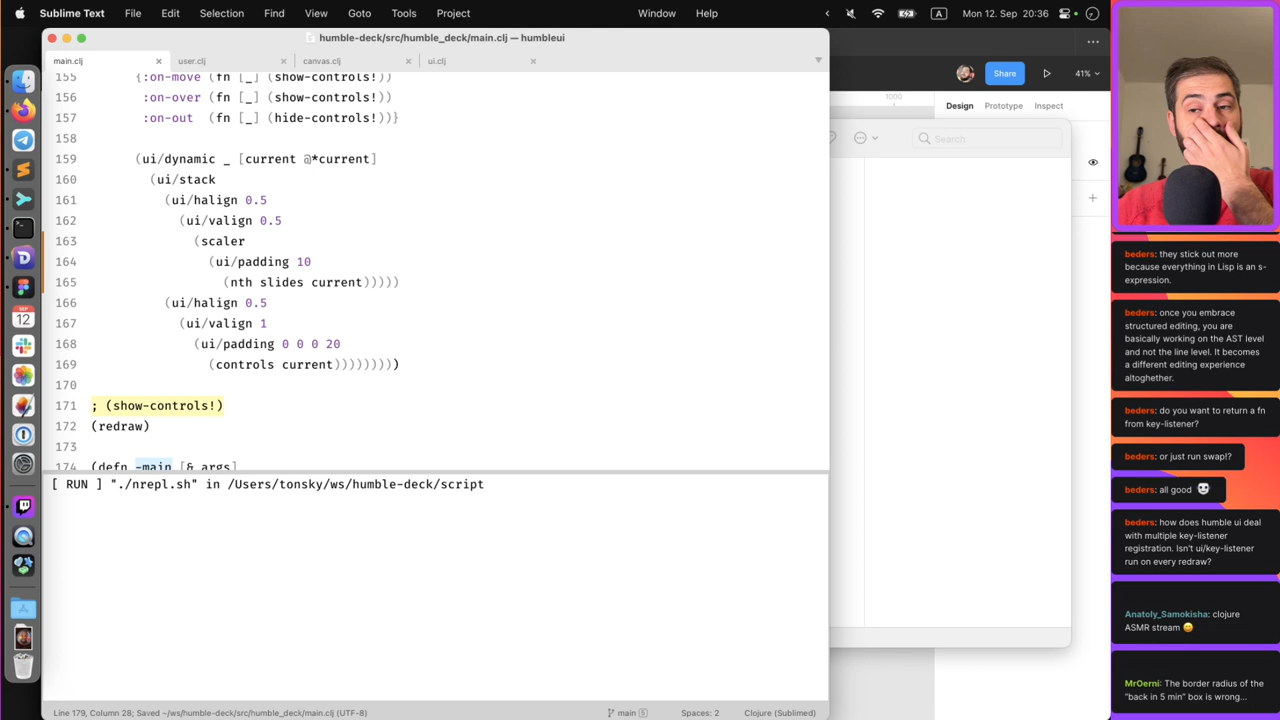 Sublime Text File Edit Selection Find View Goto Tools Project Window Help A Mon 12. Sep 20:36
humble-deck/src/humble_deck/main.clj — humbleui
main.clj user.clj canvas.clj ui.clj
155 {:on-move (fn [_] (show-controls!))
156 :on-over (fn [_] (show-controls!))
157 :on-out (fn [_] (hide-controls!))}
158
159 (ui/dynamic _ [current @*current]
160 (ui/stack
161 (ui/halign 0.5
162 (ui/valign 0.5
163 (scaler
164 (ui/padding 10
165 (nth slides current)))))
166 (ui/halign 0.5
167 (ui/valign 1
168 (ui/padding 0 0 0 20
169 (controls current))))))))
170
171 ; (show-controls!)
172 (redraw)
173
174 (defn -main [& args]
[ RUN ] "./nrepl.sh" in /Users/tonsky/ws/humble-deck/script
Line 179, Column 28; Saved ~/ws/humble-deck/src/humble_deck/main.clj (UTF-8) main 5 Spaces: 2 Clojure (Sublimed)
SEP
12
Share 41%
1000
Design Prototype Inspect
Search
beders: they stick out more
because everything in Lisp is an s-
expression.
beders: once you embrace
structured editing, you are
basically working on the AST level
and not the line level. It becomes
a different editing experience
altoghether.
beders: do you want to return a fn
from key-listener?
beders: or just run swap!?
beders: all good
beders: how does humble ui deal
with multiple key-listener
registration. Isn't ui/key-listener
run on every redraw?
Anatoly_Samokisha: clojure
ASMR stream
MrOerni: The border radius of the
"back in 5 min" box is wrong...